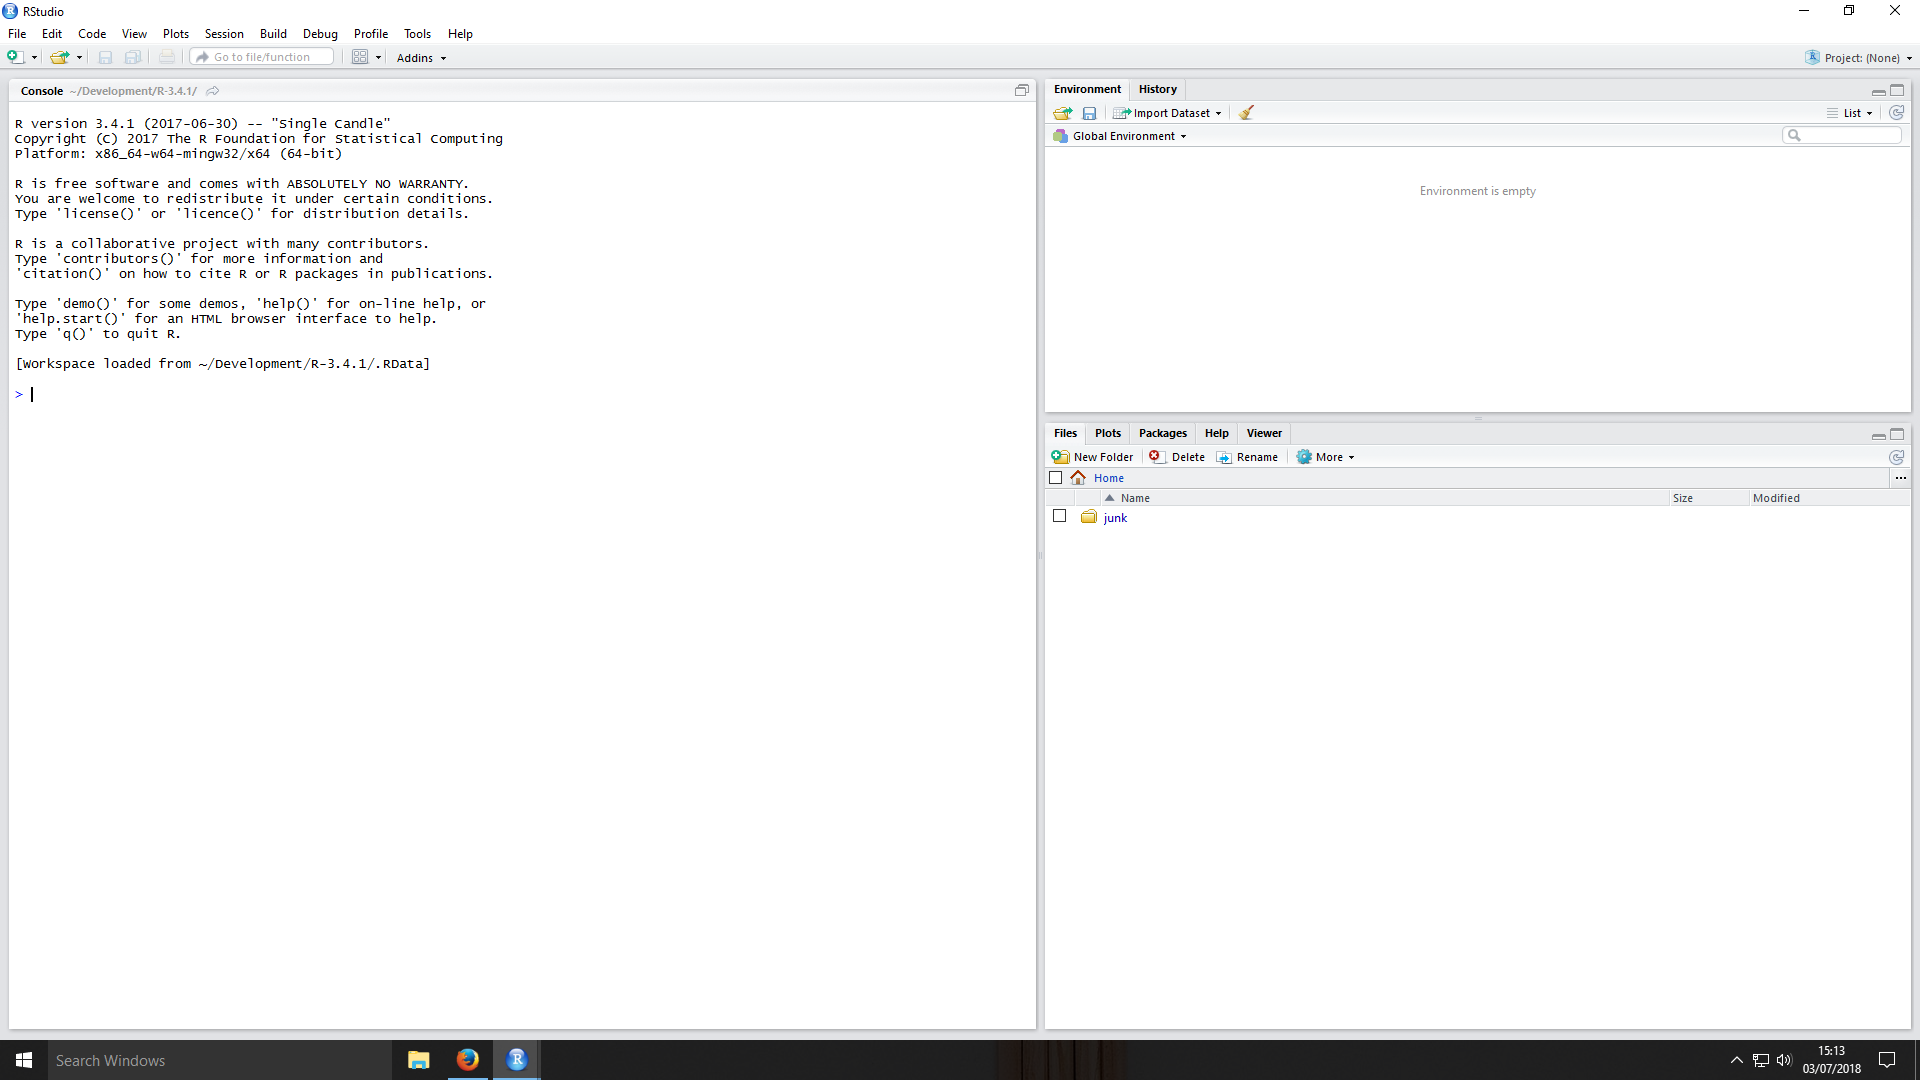 RStudio
File Edit Code View Plots Session Build Debug Profile Tools Help
Go to file/function Addins Project: (None)
Console ~/Development/R-3.4.1/
R version 3.4.1 (2017-06-30) -- "Single Candle"
Copyright (C) 2017 The R Foundation for Statistical Computing
Platform: x86_64-w64-mingw32/x64 (64-bit)
R is free software and comes with ABSOLUTELY NO WARRANTY.
You are welcome to redistribute it under certain conditions.
Type 'license()' or 'licence()' for distribution details.
R is a collaborative project with many contributors.
Type 'contributors()' for more information and
'citation()' on how to cite R or R packages in publications.
Type 'demo()' for some demos, 'help()' for on-line help, or
'help.start()' for an HTML browser interface to help.
Type 'q()' to quit R.
[Workspace loaded from ~/Development/R-3.4.1/.RData]
>
Environment History
Import Dataset List
Global Environment
Environment is empty
Files Plots Packages Help Viewer
New Folder Delete Rename More
Home ...
Name Size Modified
junk
Search Windows
15:13
03/07/2018